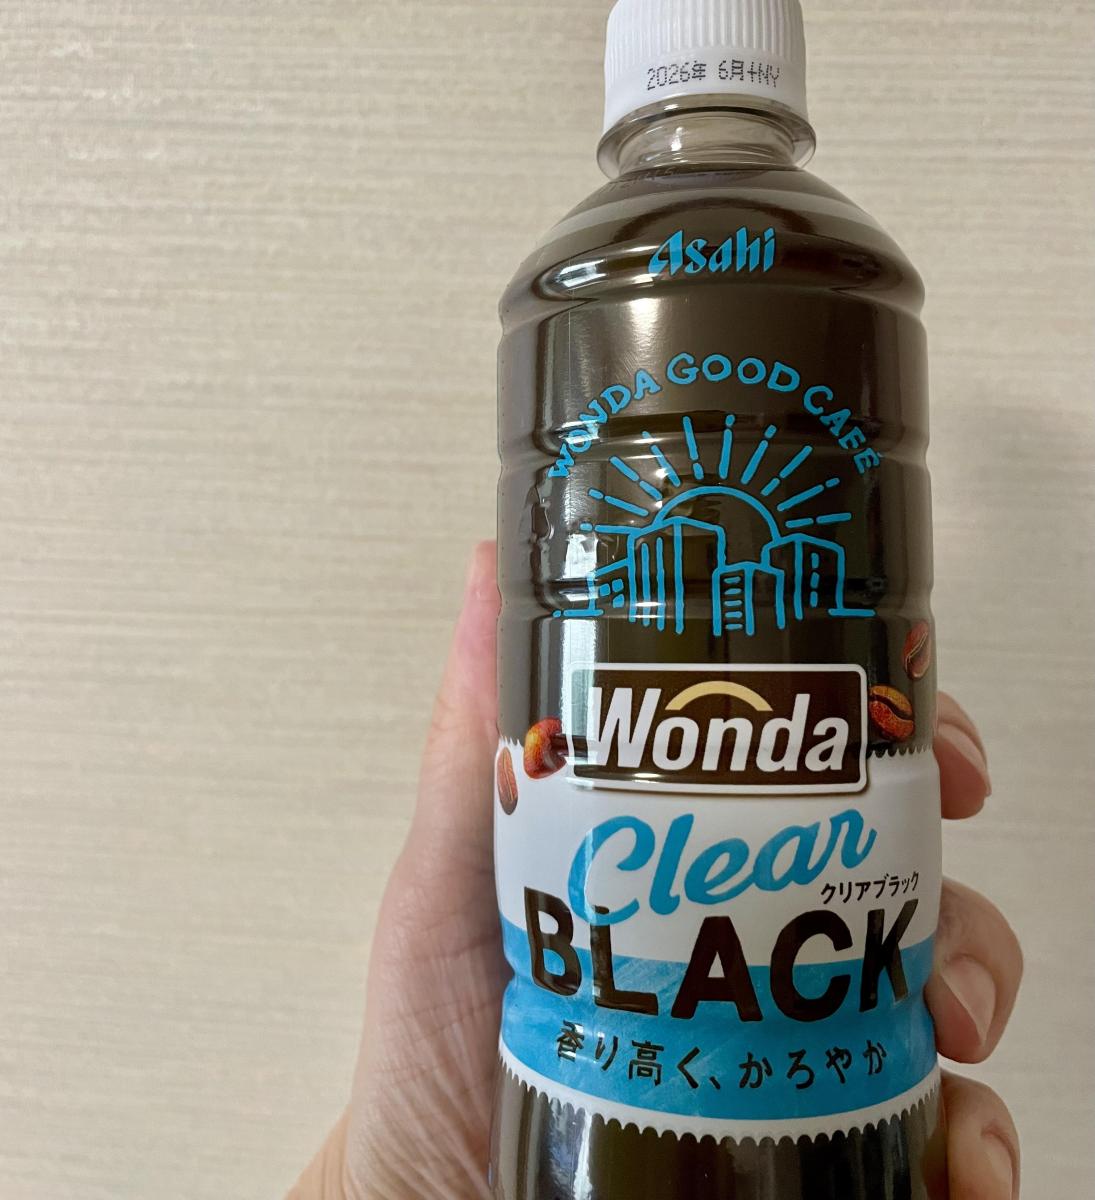 2026年 6月+NY
Asahi
WONDA GOOD CAFÉ
Wonda
Clear
クリアブラック
BLACK
香り高く、かろやか